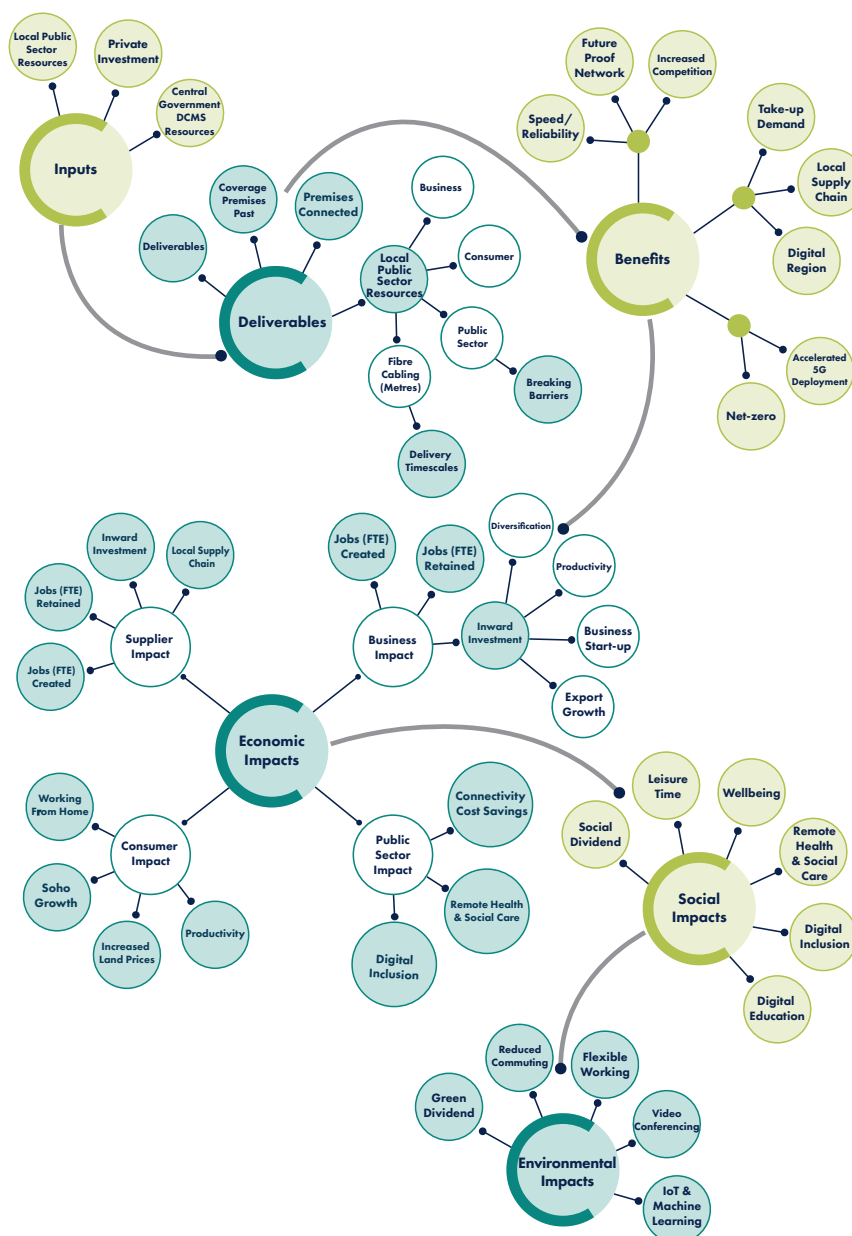 Local Public
Sector
Resources
Private
Investment
Central
Government
DCMS
Resources
Inputs
Future
Proof
Network
Increased
Competition
Speed/
Reliability
Take-up
Demand
Local
Supply
Chain
Digital
Region
Benefits
Accelerated
5G
Deployment
Net-zero
Coverage
Premises
Past
Premises
Connected
Deliverables
Deliverables
Local
Public
Sector
Resources
Business
Consumer
Public
Sector
Breaking
Barriers
Fibre
Cabling
(Metres)
Delivery
Timescales
Inward
Investment
Local Supply
Chain
Jobs (FTE)
Retained
Jobs (FTE)
Created
Supplier
Impact
Jobs (FTE)
Created
Jobs (FTE)
Retained
Business
Impact
Inward
Investment
Diversification
Productivity
Business
Start-up
Export
Growth
Economic
Impacts
Working
From Home
Soho
Growth
Increased
Land Prices
Productivity
Consumer
Impact
Public
Sector
Impact
Connectivity
Cost Savings
Remote Health
& Social Care
Digital
Inclusion
Social
Dividend
Leisure
Time
Wellbeing
Remote
Health
& Social
Care
Digital
Inclusion
Digital
Education
Social
Impacts
Reduced
Commuting
Flexible
Working
Green
Dividend
Video
Conferencing
IoT &
Machine
Learning
Environmental
Impacts